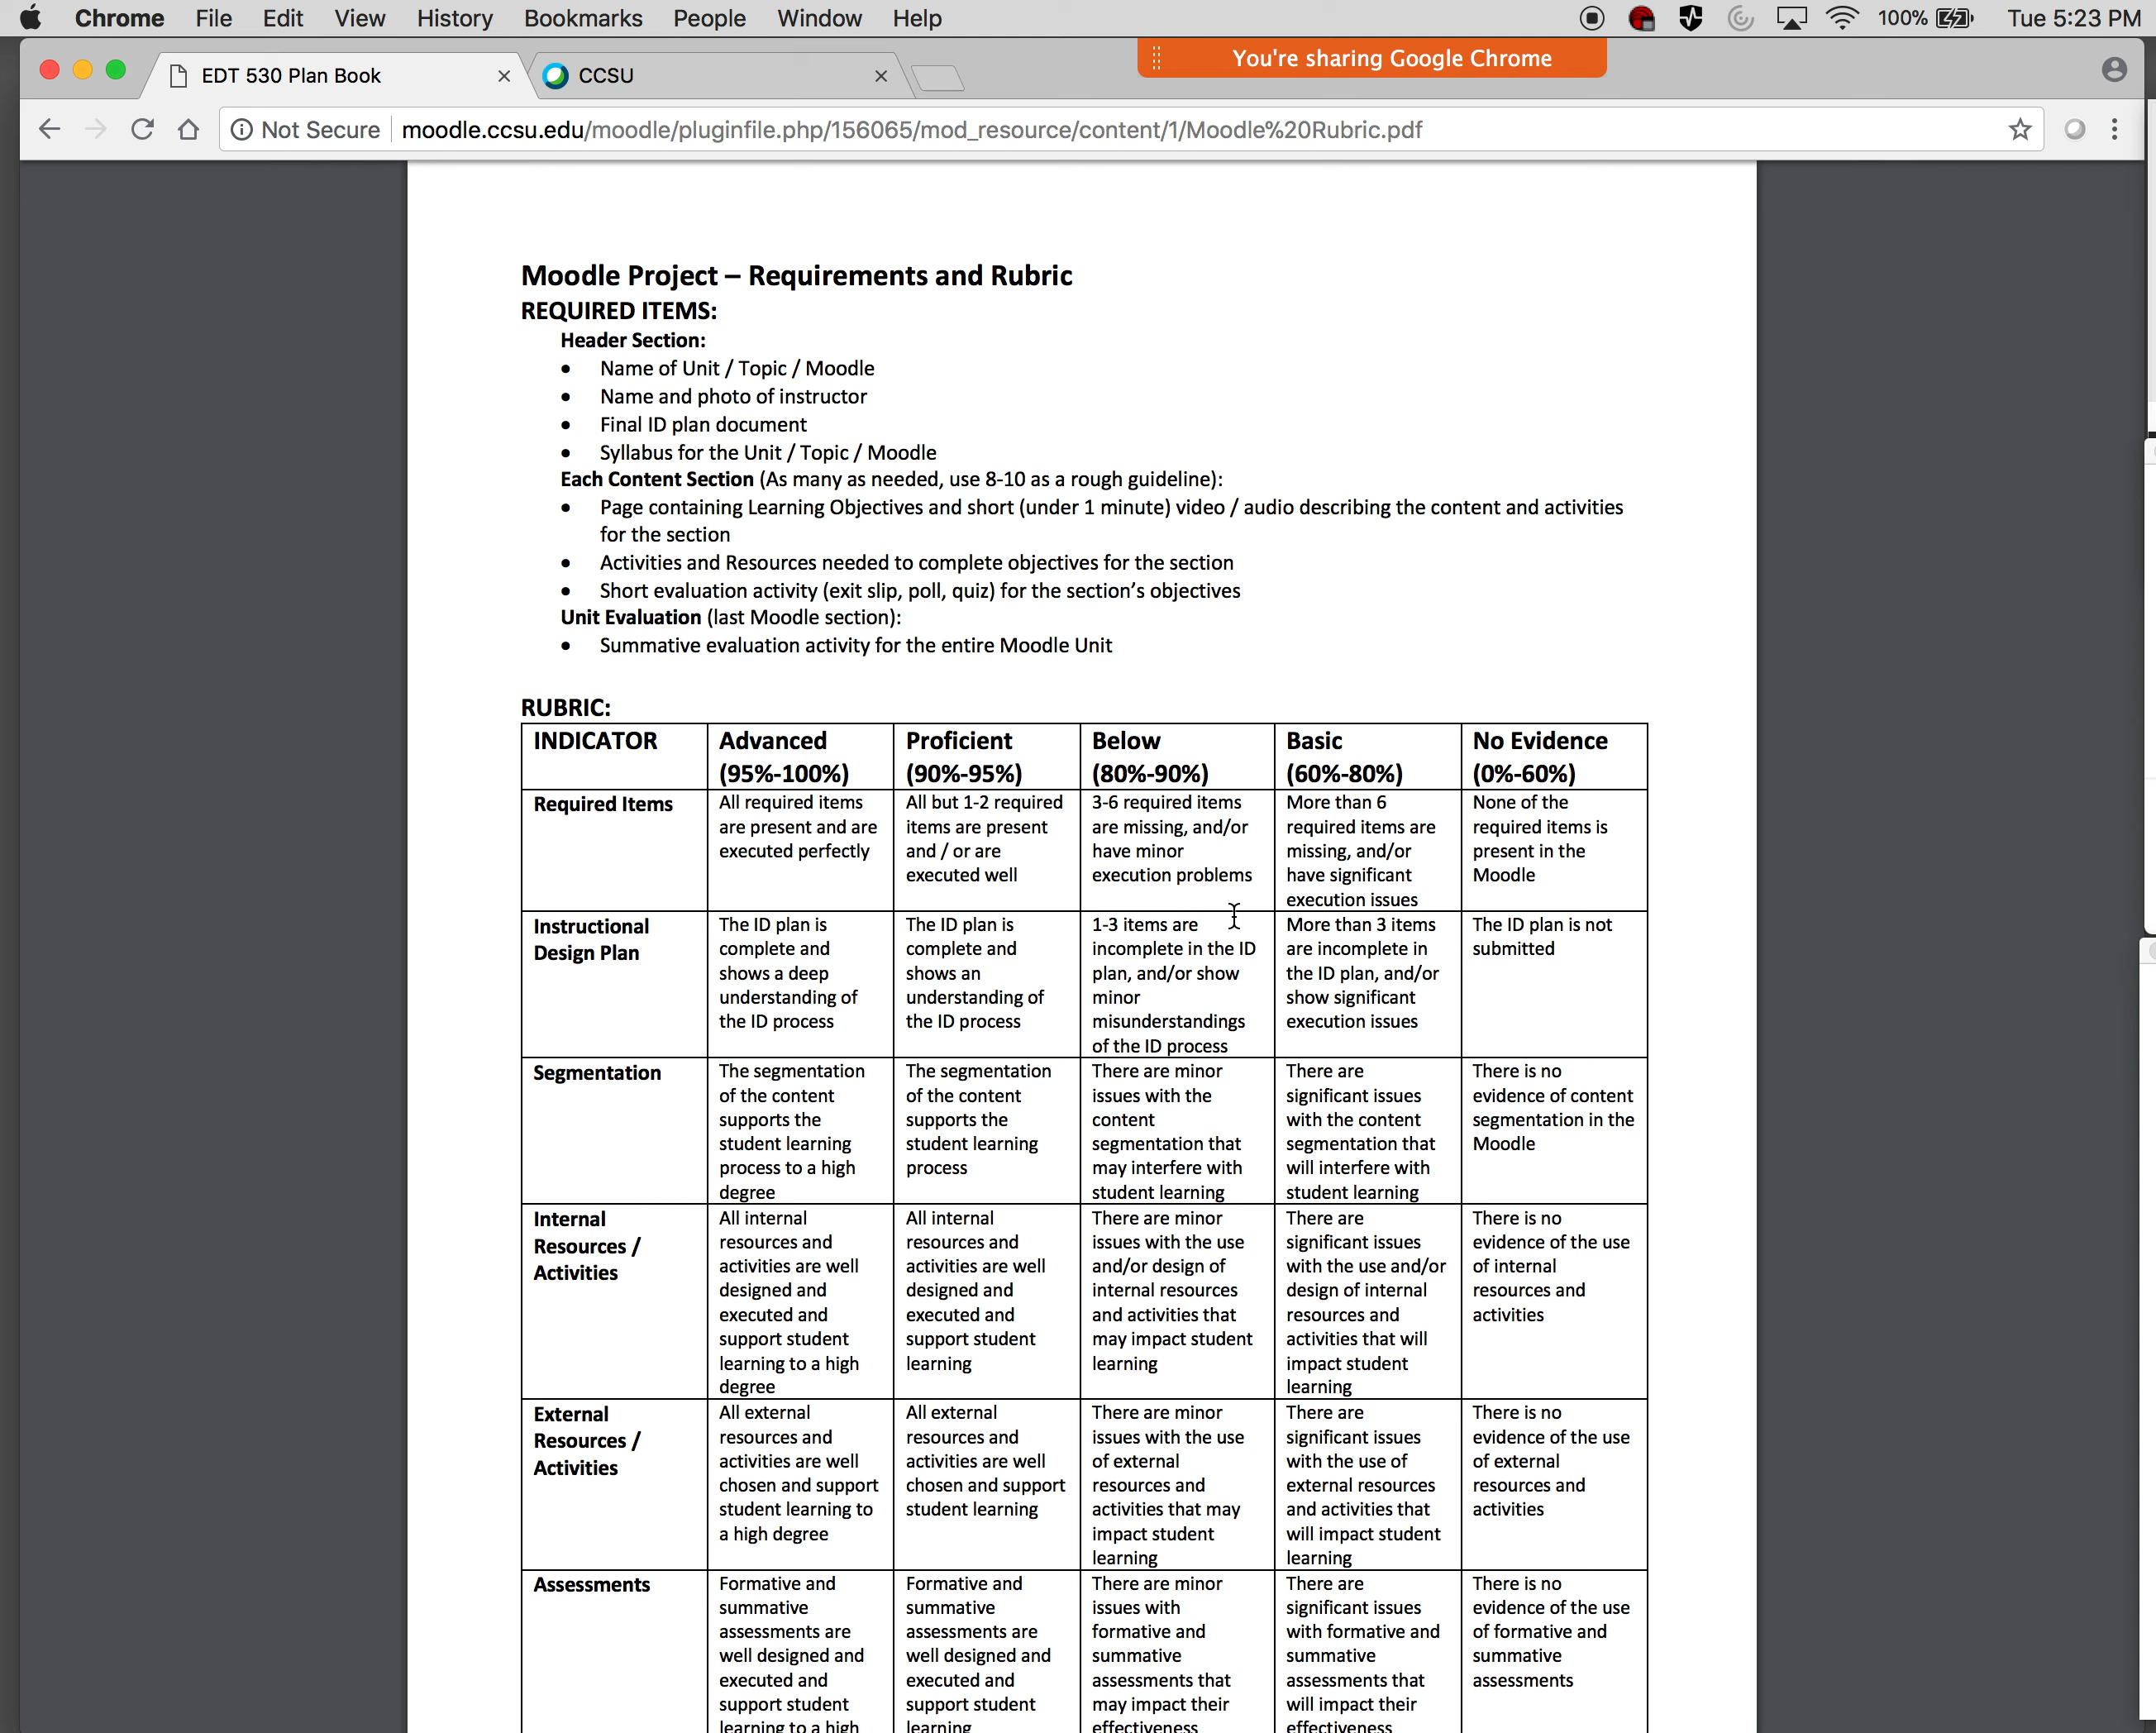 Chrome File Edit View History Bookmarks People Window Help 100% Tue 5:23 PM
You're sharing Google Chrome
EDT 530 Plan Book CCSU
Not Secure moodle.ccsu.edu/moodle/pluginfile.php/156065/mod_resource/content/1/Moodle%20Rubric.pdf
Moodle Project – Requirements and Rubric
REQUIRED ITEMS:
Header Section:
• Name of Unit / Topic / Moodle
• Name and photo of instructor
• Final ID plan document
• Syllabus for the Unit / Topic / Moodle
Each Content Section (As many as needed, use 8-10 as a rough guideline):
• Page containing Learning Objectives and short (under 1 minute) video / audio describing the content and activities
for the section
• Activities and Resources needed to complete objectives for the section
• Short evaluation activity (exit slip, poll, quiz) for the section's objectives
Unit Evaluation (last Moodle section):
• Summative evaluation activity for the entire Moodle Unit
RUBRIC:
INDICATOR
Advanced
(95%-100%)
Proficient
(90%-95%)
Below
(80%-90%)
Basic
(60%-80%)
No Evidence
(0%-60%)
Required Items
All required items
are present and are
executed perfectly
All but 1-2 required
items are present
and / or are
executed well
3-6 required items
are missing, and/or
have minor
execution problems
More than 6
required items are
missing, and/or
have significant
execution issues
None of the
required items is
present in the
Moodle
Instructional
Design Plan
The ID plan is
complete and
shows a deep
understanding of
the ID process
The ID plan is
complete and
shows an
understanding of
the ID process
1-3 items are
incomplete in the ID
plan, and/or show
minor
misunderstandings
of the ID process
More than 3 items
are incomplete in
the ID plan, and/or
show significant
execution issues
The ID plan is not
submitted
Segmentation
The segmentation
of the content
supports the
student learning
process to a high
degree
The segmentation
of the content
supports the
student learning
process
There are minor
issues with the
content
segmentation that
may interfere with
student learning
There are
significant issues
with the content
segmentation that
will interfere with
student learning
There is no
evidence of content
segmentation in the
Moodle
Internal
Resources /
Activities
All internal
resources and
activities are well
designed and
executed and
support student
learning to a high
degree
All internal
resources and
activities are well
designed and
executed and
support student
learning
There are minor
issues with the use
and/or design of
internal resources
and activities that
may impact student
learning
There are
significant issues
with the use and/or
design of internal
resources and
activities that will
impact student
learning
There is no
evidence of the use
of internal
resources and
activities
External
Resources /
Activities
All external
resources and
activities are well
chosen and support
student learning to
a high degree
All external
resources and
activities are well
chosen and support
student learning
There are minor
issues with the use
of external
resources and
activities that may
impact student
learning
There are
significant issues
with the use of
external resources
and activities that
will impact student
learning
There is no
evidence of the use
of external
resources and
activities
Assessments
Formative and
summative
assessments are
well designed and
executed and
support student
learning to a high
Formative and
summative
assessments are
well designed and
executed and
support student
learning
There are minor
issues with
formative and
summative
assessments that
may impact their
effectiveness
There are
significant issues
with formative and
summative
assessments that
will impact their
effectiveness
There is no
evidence of the use
of formative and
summative
assessments